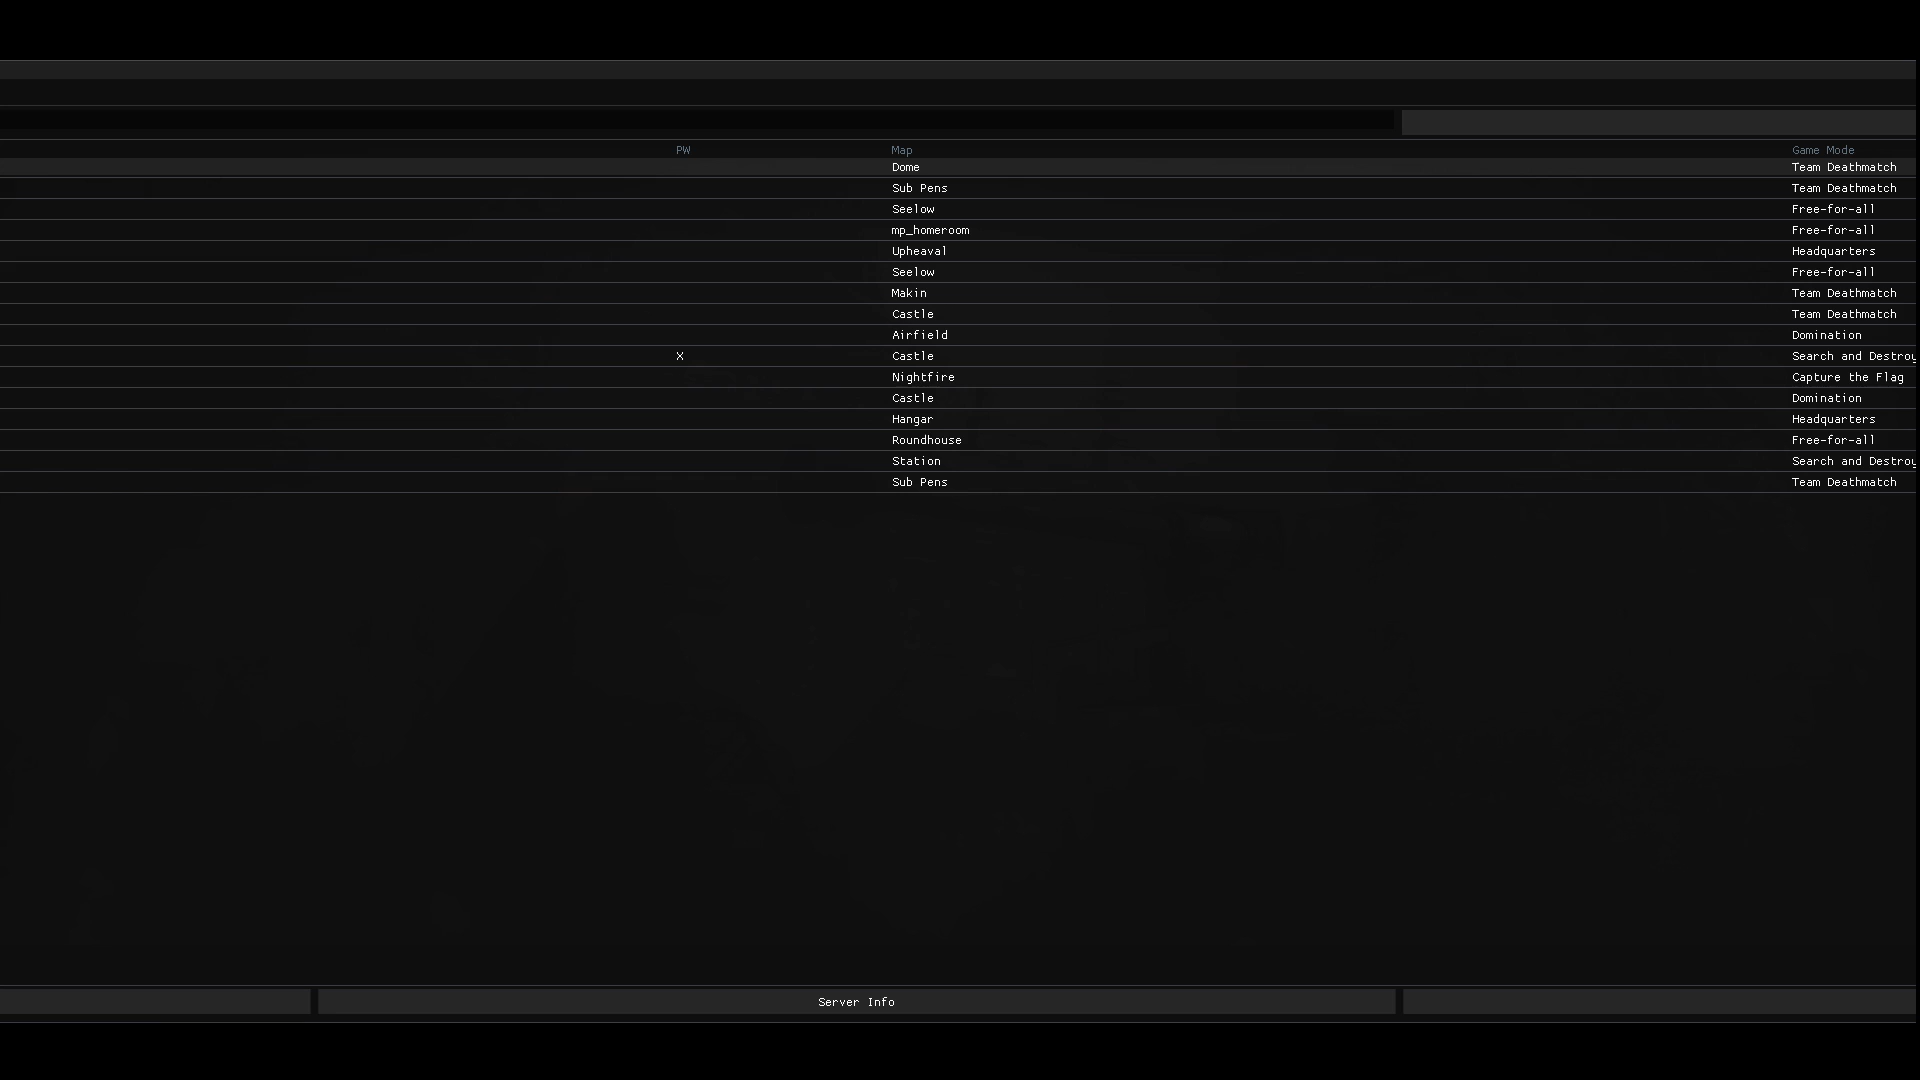 PW Map Game Mode
Dome Team Deathmatch
Sub Pens Team Deathmatch
Seelow Free-for-all
mp_homeroom Free-for-all
Upheaval Headquarters
Seelow Free-for-all
Makin Team Deathmatch
Castle Team Deathmatch
Airfield Domination
X Castle Search and Destroy
Nightfire Capture the Flag
Castle Domination
Hangar Headquarters
Roundhouse Free-for-all
Station Search and Destroy
Sub Pens Team Deathmatch
Server Info